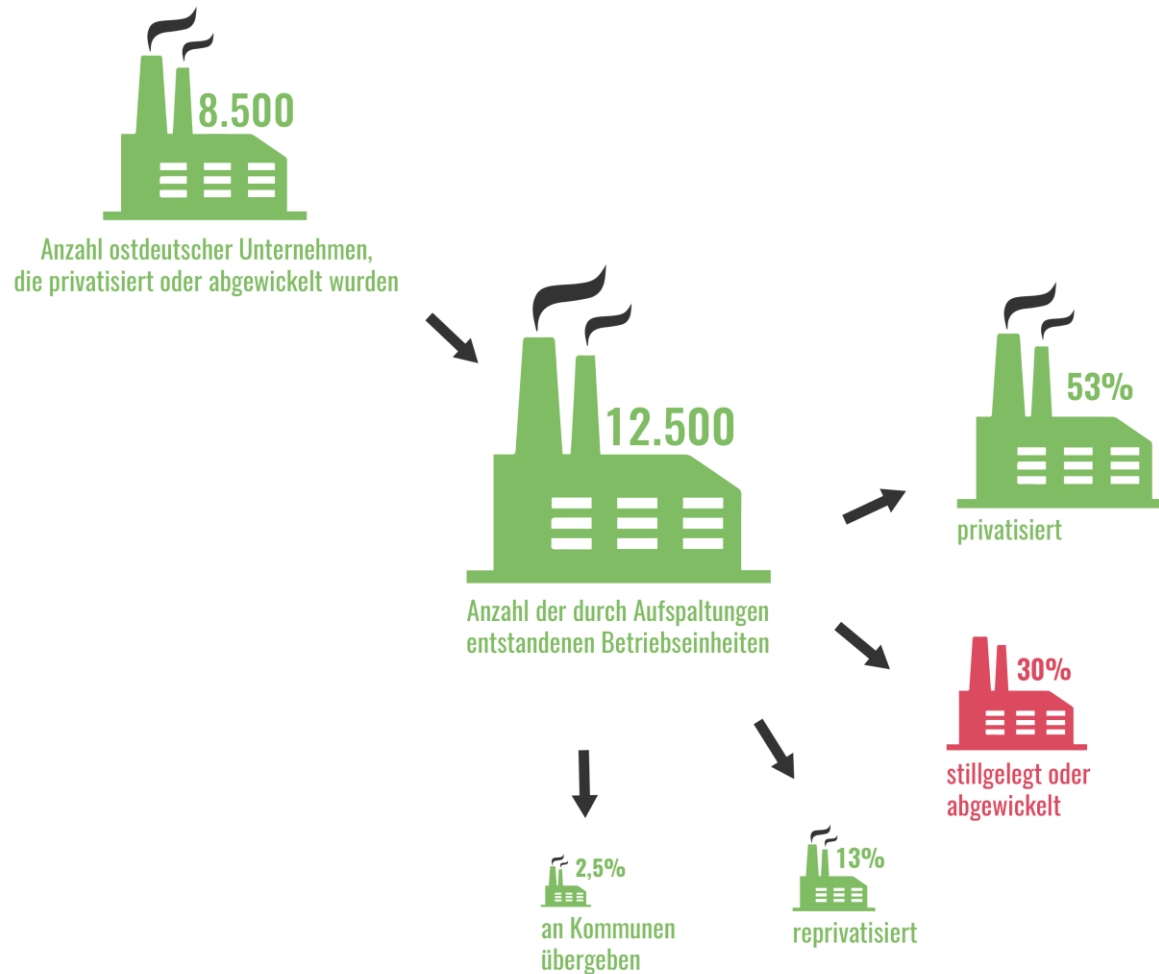 8.500
Anzahl ostdeutscher Unternehmen,
die privatisiert oder abgewickelt wurden
12.500
Anzahl der durch Aufspaltungen
entstandenen Betriebseinheiten
53%
privatisiert
30%
stillgelegt oder
abgewickelt
13%
reprivatisiert
2,5%
an Kommunen
übergeben